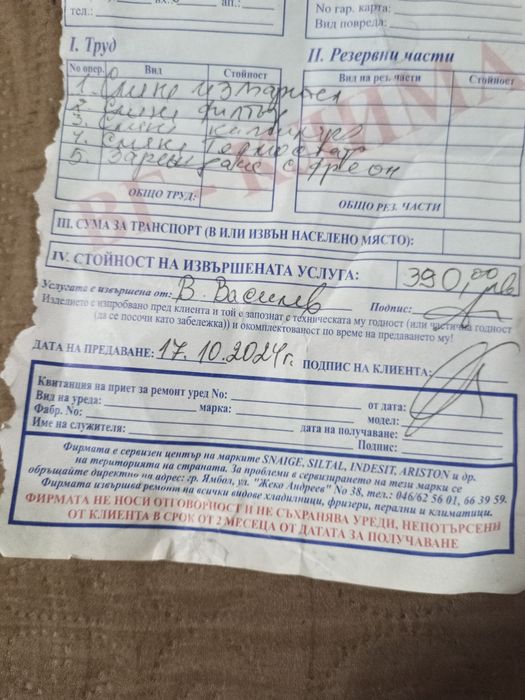 тел.: вх. ап.:
No гар. карта:
Вид повреда:
I. Труд
II. Резервни части
No опер. Вид Стойност
Вид на рез. части Стойност
1. Смяна изпарител
2. Смяна филтър
3. Смяна
4. Смяна термостат
5. Зареждане с фреон
ОБЩО ТРУД:
ОБЩО РЕЗ. ЧАСТИ
ВГ - КЛИМА
III. СУМА ЗА ТРАНСПОРТ (В ИЛИ ИЗВЪН НАСЕЛЕНО МЯСТО):
IV. СТОЙНОСТ НА ИЗВЪРШЕНАТА УСЛУГА: 390,00 лв
Услугата е извършена от: В. Василев Подпис:
Изделието е изпробвано пред клиента и той е запознат с техническата му годност (или частична годност
(да се посочи като забележка)) и окомплектованост по време на предаването му!
ДАТА НА ПРЕДАВАНЕ: 17.10.2024г. ПОДПИС НА КЛИЕНТА:
Квитанция на приет за ремонт уред No: от дата:
Вид на уреда: марка: модел:
Фабр. No: дата на получаване:
Име на служителя: Подпис:
Фирмата е сервизен център на марките SNAIGE, SILTAL, INDESIT, ARISTON и др.
на територията на страната. За проблеми в сервизирането на тези марки се
обръщайте директно на адрес: гр. Ямбол, ул. "Жеко Андреев" No 38, тел.: 046/62 56 01, 66 39 59.
Фирмата извършва ремонт на всички видове хладилници, фризери, перални и климатици.
ФИРМАТА НЕ НОСИ ОТГОВОРНОСТ И НЕ СЪХРАНЯВА УРЕДИ, НЕПОТЪРСЕНИ
ОТ КЛИЕНТА В СРОК ОТ 2 МЕСЕЦА ОТ ДАТАТА ЗА ПОЛУЧАВАНЕ